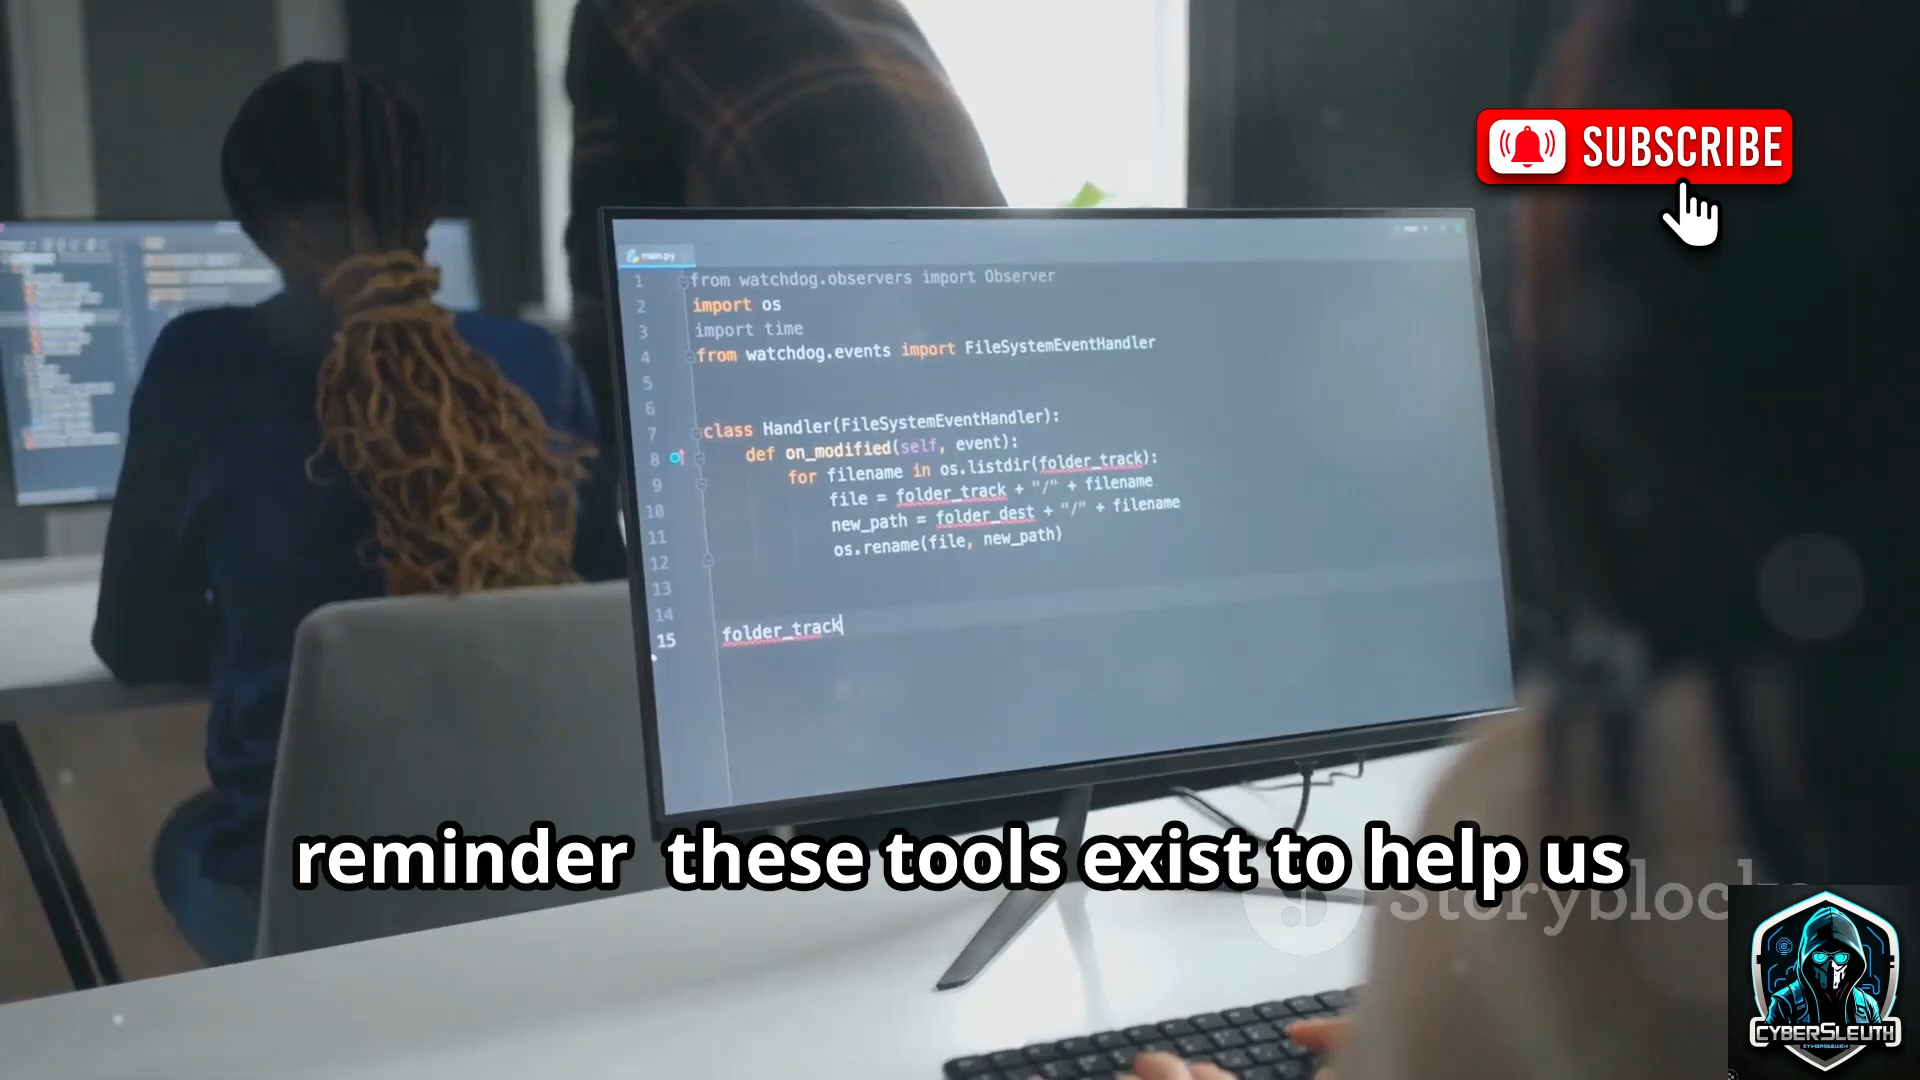 SUBSCRIBE
main.py
1 from watchdog.observers import Observer
2 import os
3 import time
4 from watchdog.events import FileSystemEventHandler
5
6
7 class Handler(FileSystemEventHandler):
8 def on_modified(self, event):
9 for filename in os.listdir(folder_track):
10 file = folder_track + "/" + filename
11 new_path = folder_dest + "/" + filename
12 os.rename(file, new_path)
13
14
15 folder_track
reminder these tools exist to help us
Storyblocks
CYBERSLEUTH